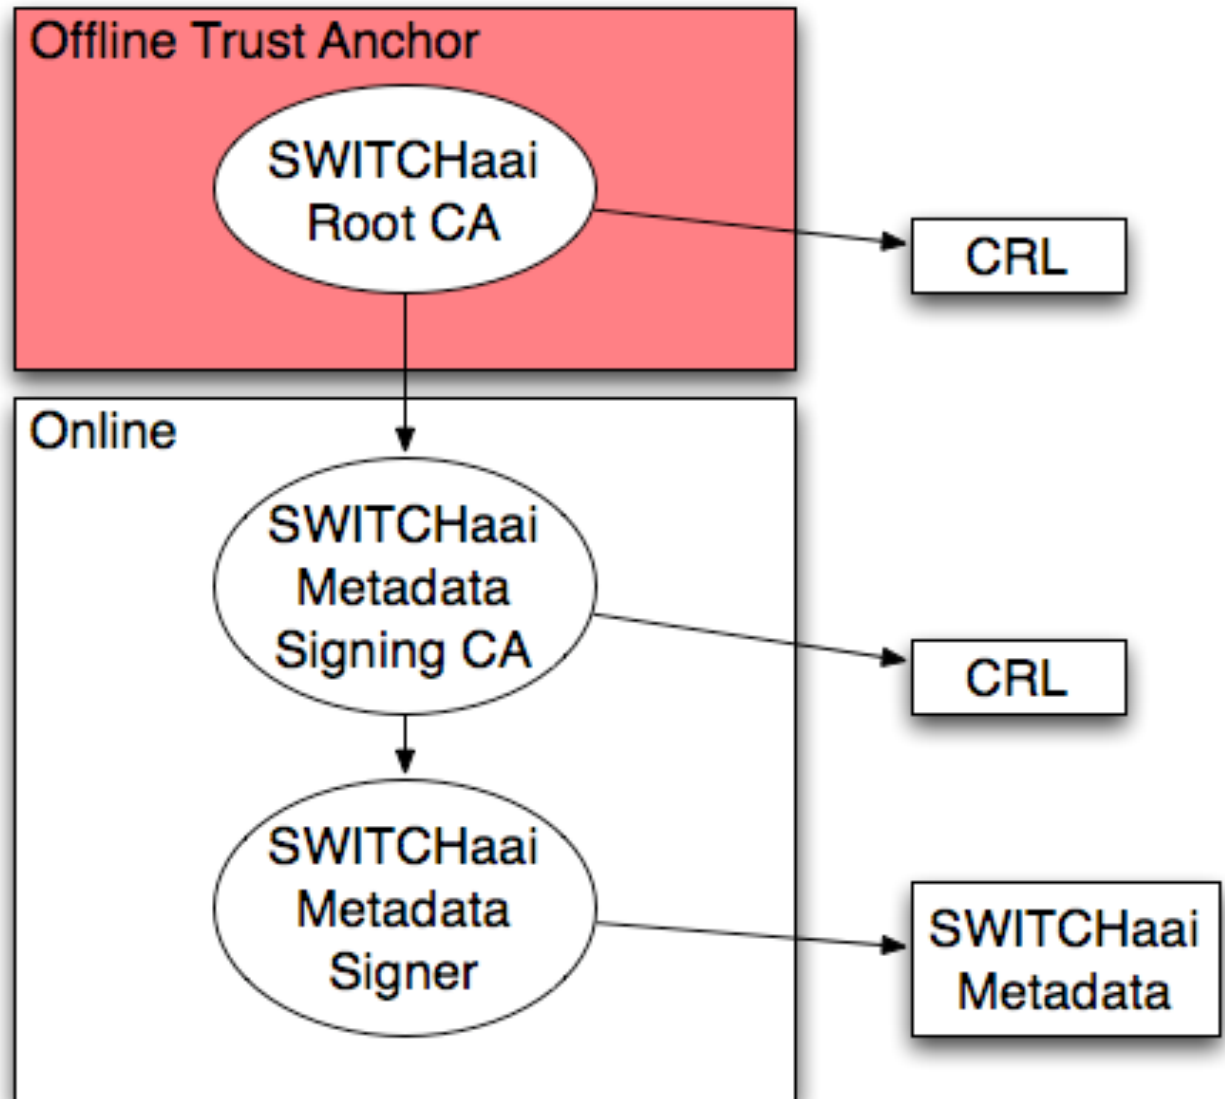 Offline Trust Anchor
SWITCHaai
Root CA
CRL
Online
SWITCHaai
Metadata
Signing CA
CRL
SWITCHaai
Metadata
Signer
SWITCHaai
Metadata